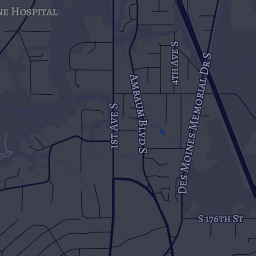 ne Hospital
4th Ave S
1st Ave S
Ambaum Blvd S
Des Moines Memorial Dr S
S 176th St